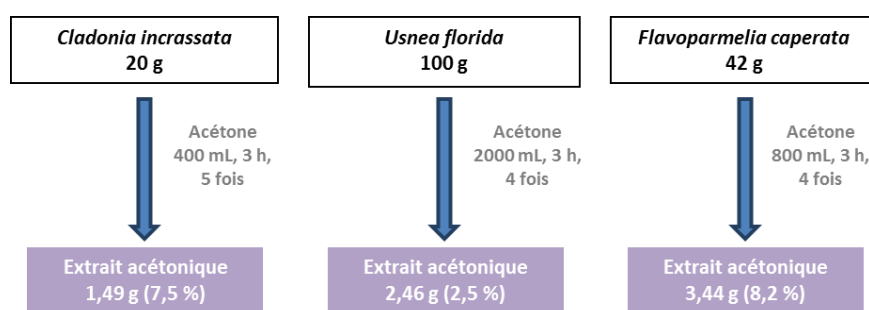 Cladonia incrassata
20 g
Usnea florida
100 g
Flavoparmelia caperata
42 g
Acétone
400 mL, 3 h,
5 fois
Acétone
2000 mL, 3 h,
4 fois
Acétone
800 mL, 3 h,
4 fois
Extrait acétonique
1,49 g (7,5 %)
Extrait acétonique
2,46 g (2,5 %)
Extrait acétonique
3,44 g (8,2 %)